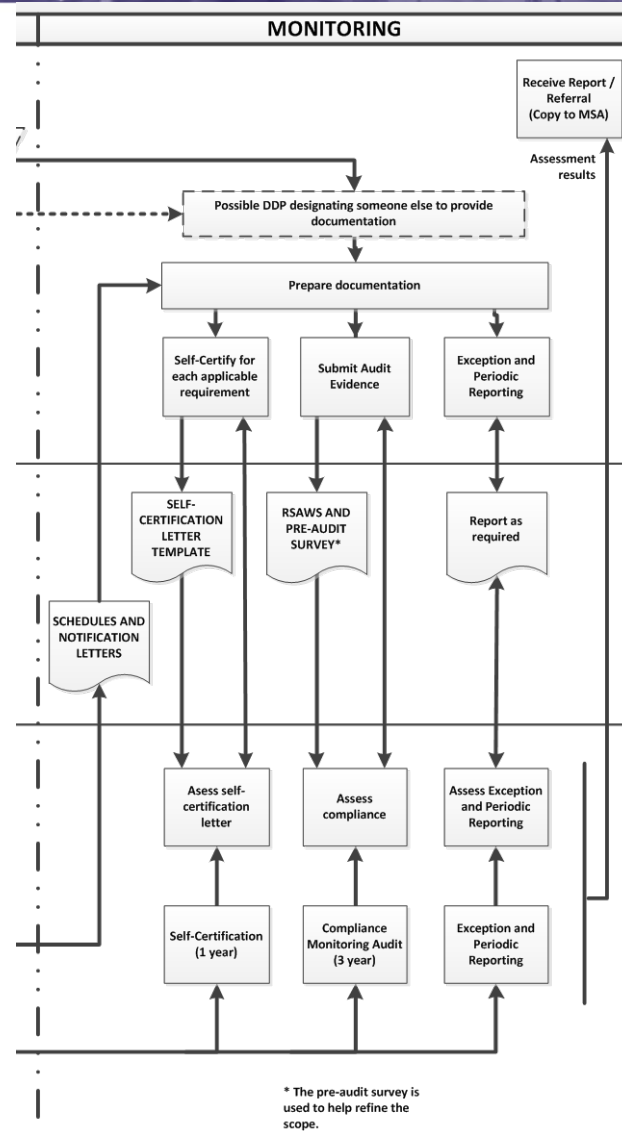 MONITORING
Receive Report /
Referral
(Copy to MSA)
Assessment
results
Possible DDP designating someone else to provide
documentation
Prepare documentation
Self-Certify for
each applicable
requirement
Submit Audit
Evidence
Exception and
Periodic
Reporting
SELF-
CERTIFICATION
LETTER
TEMPLATE
RSAWS AND
PRE-AUDIT
SURVEY*
Report as
required
SCHEDULES AND
NOTIFICATION
LETTERS
Asess self-
certification
letter
Assess
compliance
Assess Exception
and Periodic
Reporting
Self-Certification
(1 year)
Compliance
Monitoring Audit
(3 year)
Exception and
Periodic
Reporting
* The pre-audit survey is
used to help refine the
scope.